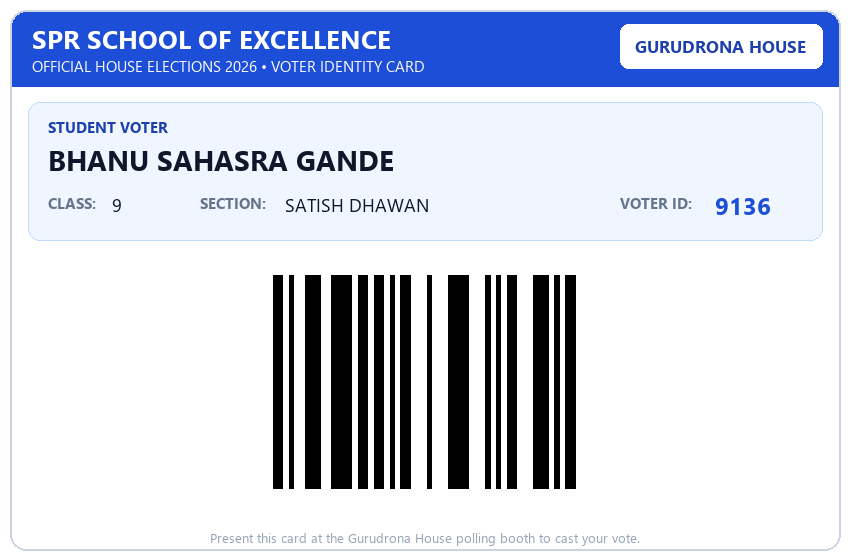 SPR SCHOOL OF EXCELLENCE
OFFICIAL HOUSE ELECTIONS 2026 • VOTER IDENTITY CARD
GURUDRONA HOUSE
STUDENT VOTER
BHANU SAHASRA GANDE
CLASS: 9 SECTION: SATISH DHAWAN VOTER ID: 9136
Present this card at the Gurudrona House polling booth to cast your vote.